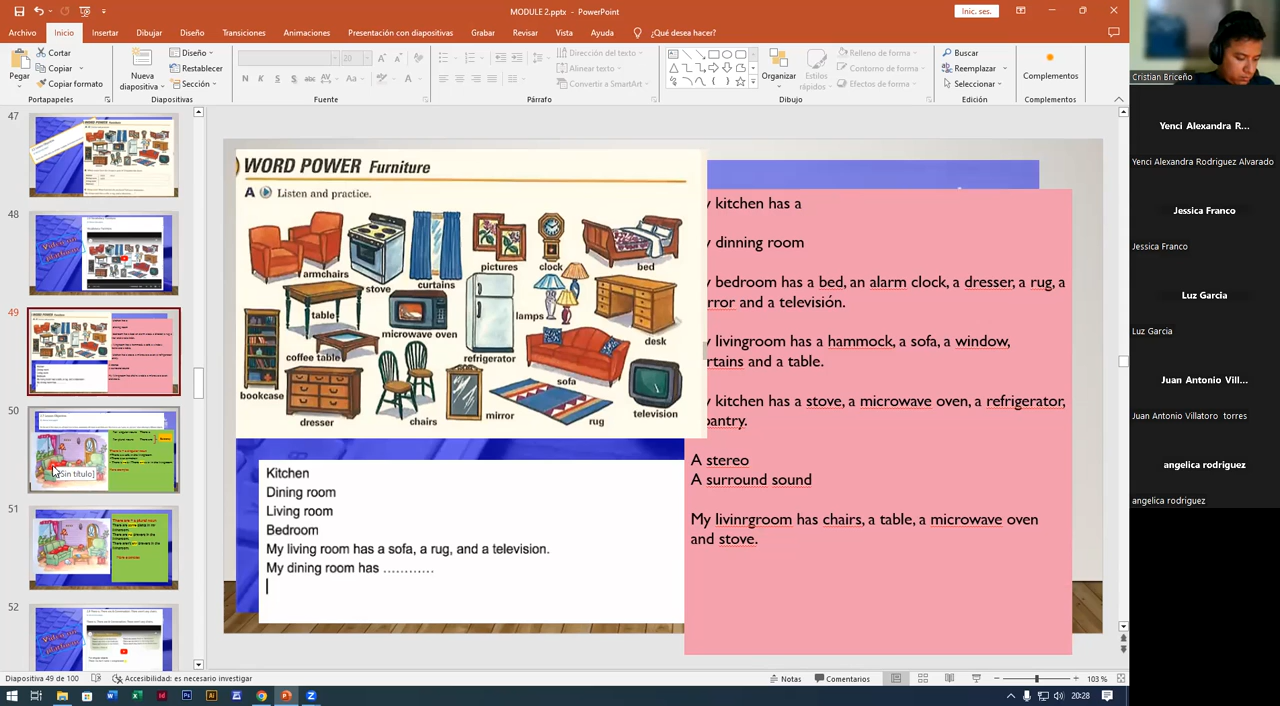 MODULE 2.pptx - PowerPoint
Inic. ses.
Archivo Inicio Insertar Dibujar Diseño Transiciones Animaciones Presentación con diapositivas Grabar Revisar Vista Ayuda ¿Qué desea hacer?
Pegar
Cortar
Copiar
Copiar formato
Portapapeles
Nueva
diapositiva
Diseño
Restablecer
Sección
Diapositivas
20
N K S S abc AV Aa A
Fuente
Dirección del texto
Alinear texto
Convertir a SmartArt
Párrafo
Organizar
Estilos
rápidos
Relleno de forma
Contorno de forma
Efectos de forma
Dibujo
Buscar
Reemplazar
Seleccionar
Edición
Complementos
Complementos
47
48
49
50
[Sin título]
51
52
WORD POWER Furniture
A Listen and practice.
armchairs
stove
curtains
pictures
clock
bed
table
microwave oven
lamps
desk
coffee table
refrigerator
bookcase
sofa
dresser
chairs
mirror
rug
television
Kitchen
Dining room
Living room
Bedroom
My living room has a sofa, a rug, and a television.
My dining room has ............
y kitchen has a
y dinning room
y bedroom has a bed, an alarm clock, a dresser, a rug, a
rror and a televisión.
y livingroom has a hammock, a sofa, a window,
rtains and a table.
y kitchen has a stove, a microwave oven, a refrigerator,
pantry.
A stereo
A surround sound
My livinrgroom has chairs, a table, a microwave oven
and stove.
Cristian Briceño
Yenci Alexandra R...
Yenci Alexandra Rodriguez Alvarado
Jessica Franco
Jessica Franco
Luz Garcia
Luz Garcia
Juan Antonio Vill...
Juan Antonio Villatoro torres
angelica rodriguez
angelica rodriguez
Diapositiva 49 de 100
Accesibilidad: es necesario investigar
Notas
Comentarios
103 %
20:28